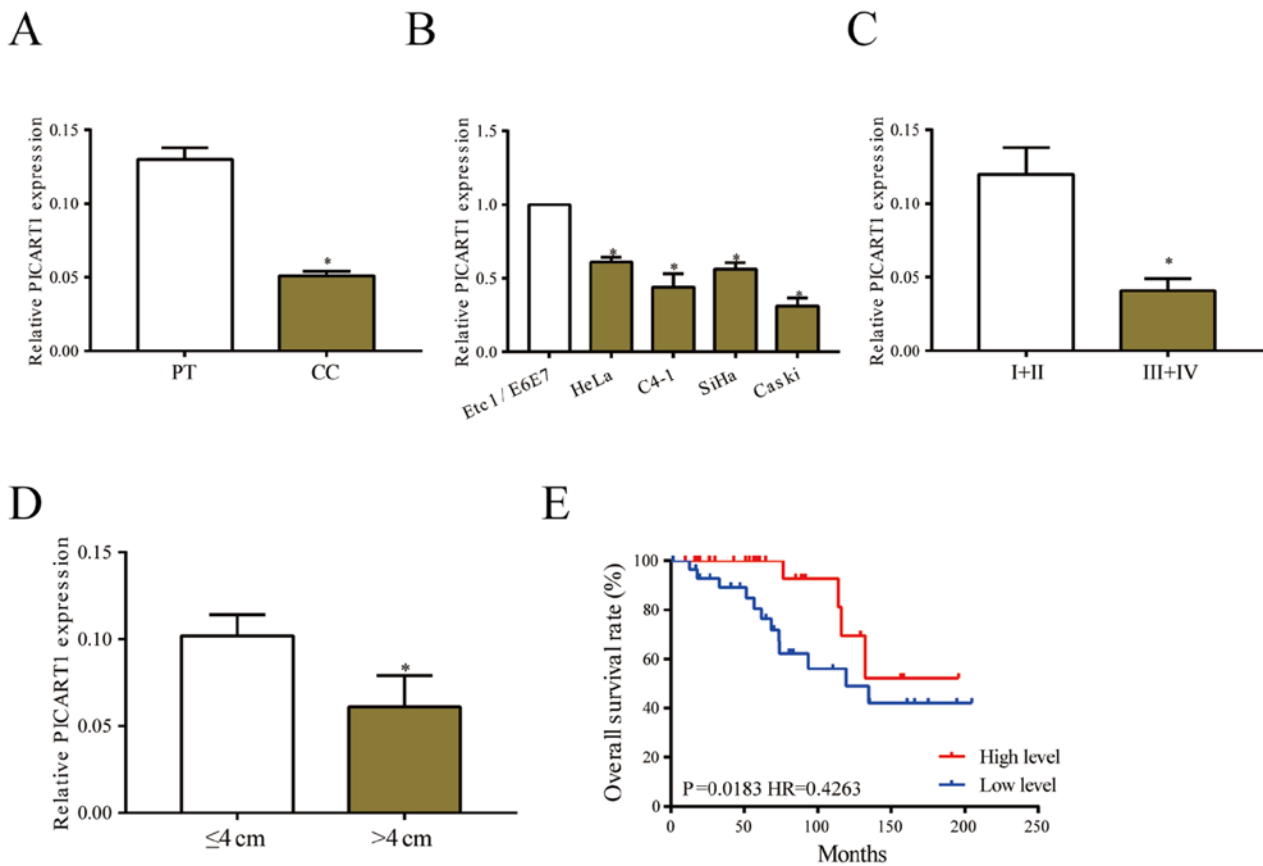 A
B
C
Relative PICART1 expression
0.15
0.10
0.05
0.00
PT
CC
*
Relative PICART1 expression
1.5
1.0
0.5
0.0
*
*
*
*
Etc1 / E6E7
HeLa
C4-1
SiHa
Caski
Relative PICART1 expression
0.15
0.10
0.05
0.00
*
I+II
III+IV
D
E
Relative PICART1 expression
0.15
0.10
0.05
0.00
*
≤4 cm
>4 cm
Overall survival rate (%)
100
80
60
40
20
0
High level
Low level
P=0.0183 HR=0.4263
0
50
100
150
200
250
Months